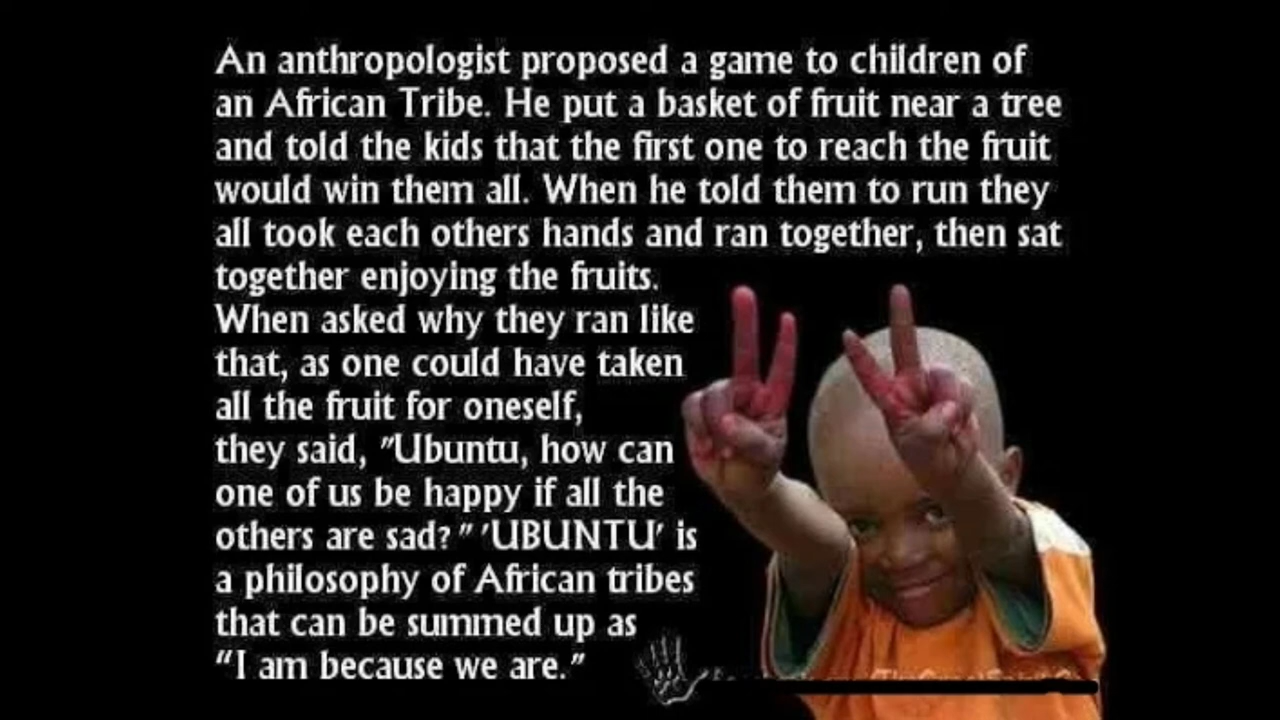 An anthropologist proposed a game to children of
an African Tribe. He put a basket of fruit near a tree
and told the kids that the first one to reach the fruit
would win them all. When he told them to run they
all took each others hands and ran together, then sat
together enjoying the fruits.
When asked why they ran like
that, as one could have taken
all the fruit for oneself,
they said, "Ubuntu, how can
one of us be happy if all the
others are sad?" 'UBUNTU' is
a philosophy of African tribes
that can be summed up as
“I am because we are.”